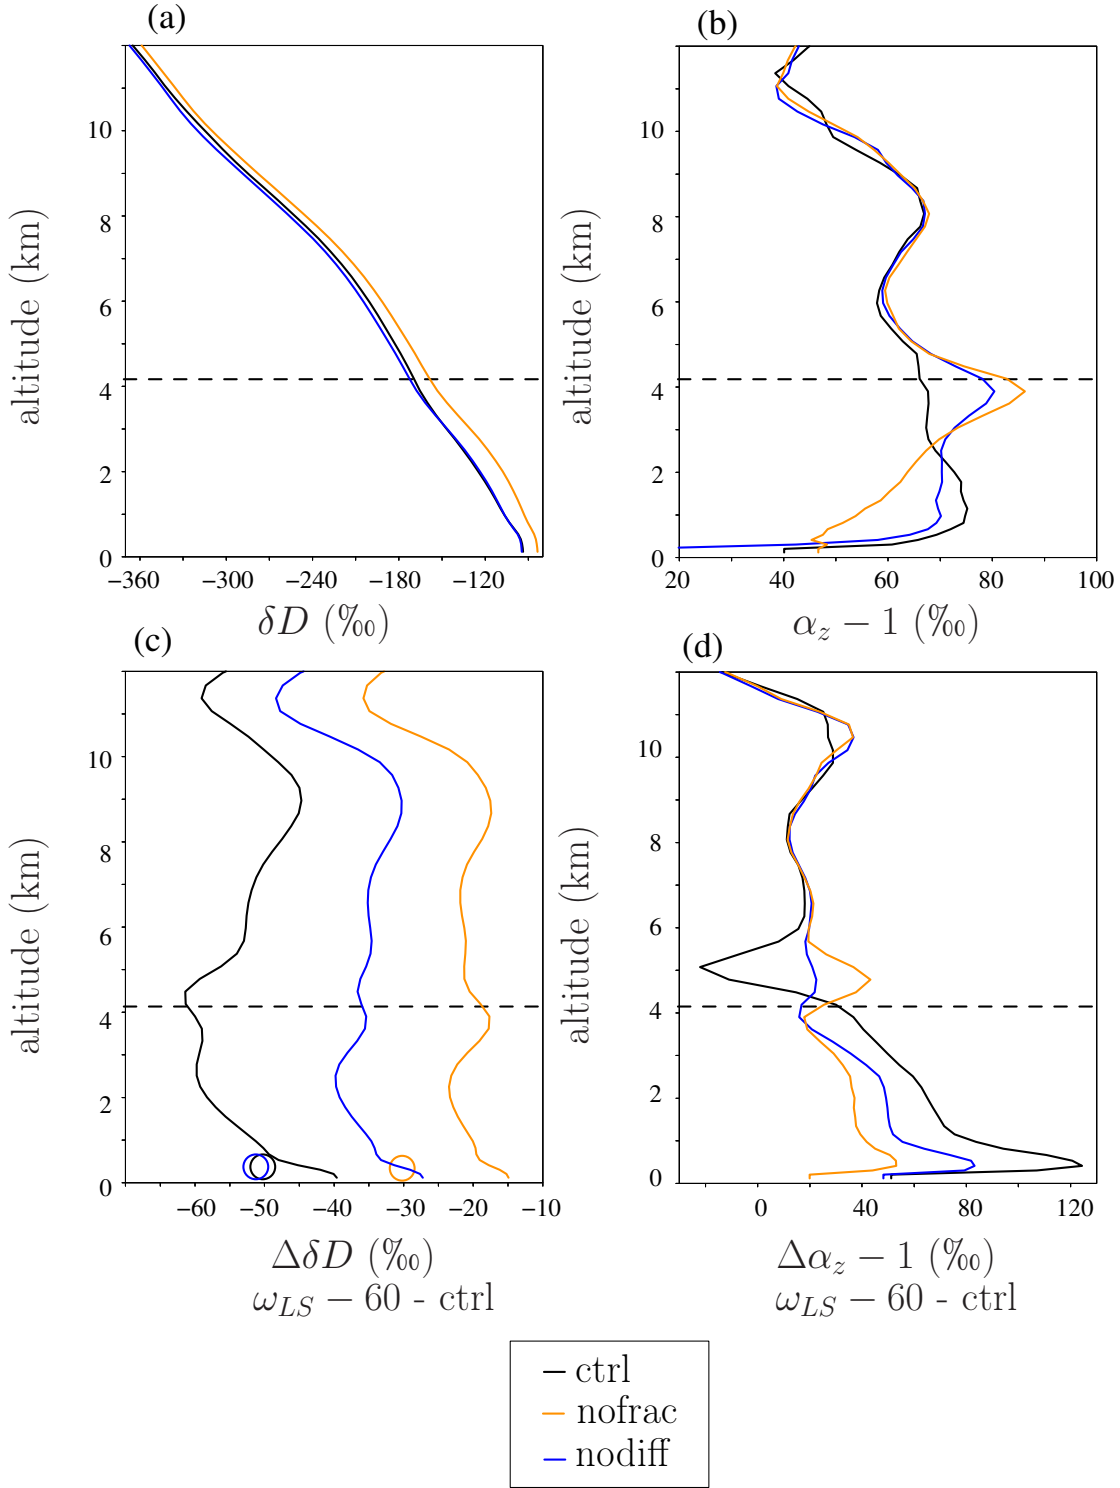 (a)
(b)
altitude (km)
10
8
6
4
2
0
−360
−300
−240
−180
−120
δD (‰)
altitude (km)
10
8
6
4
2
0
20
40
60
80
100
α_z − 1 (‰)
(c)
(d)
altitude (km)
10
8
6
4
2
0
−60
−50
−40
−30
−20
−10
ΔδD (‰)
ω_LS − 60 - ctrl
altitude (km)
10
8
6
4
2
0
0
40
80
120
Δα_z − 1 (‰)
ω_LS − 60 - ctrl
ctrl
nofrac
nodiff